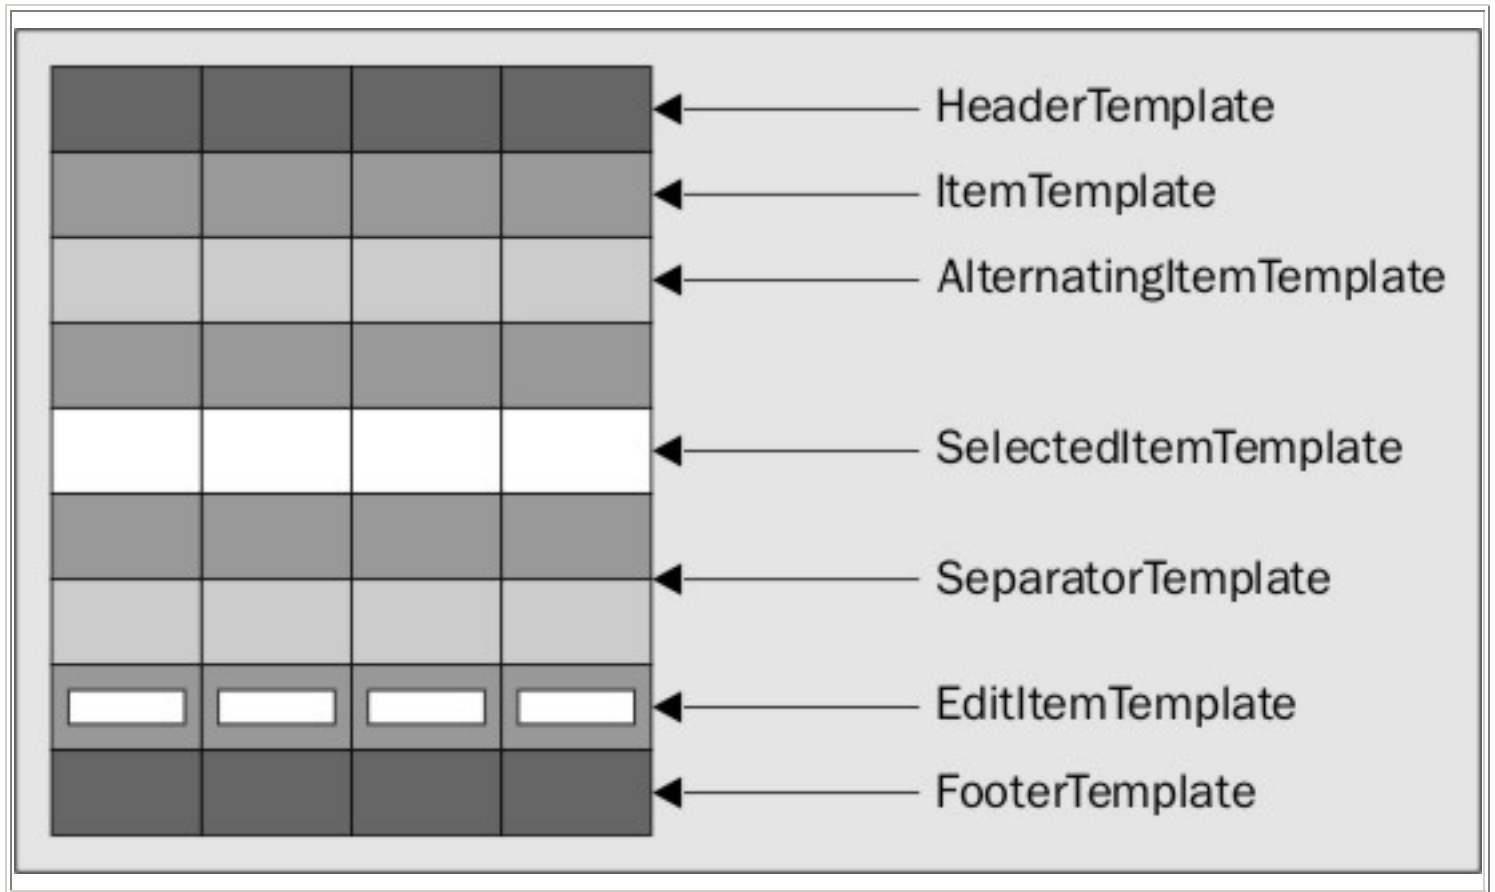 HeaderTemplate
ItemTemplate
AlternatingItemTemplate
SelectedItemTemplate
SeparatorTemplate
EditItemTemplate
FooterTemplate